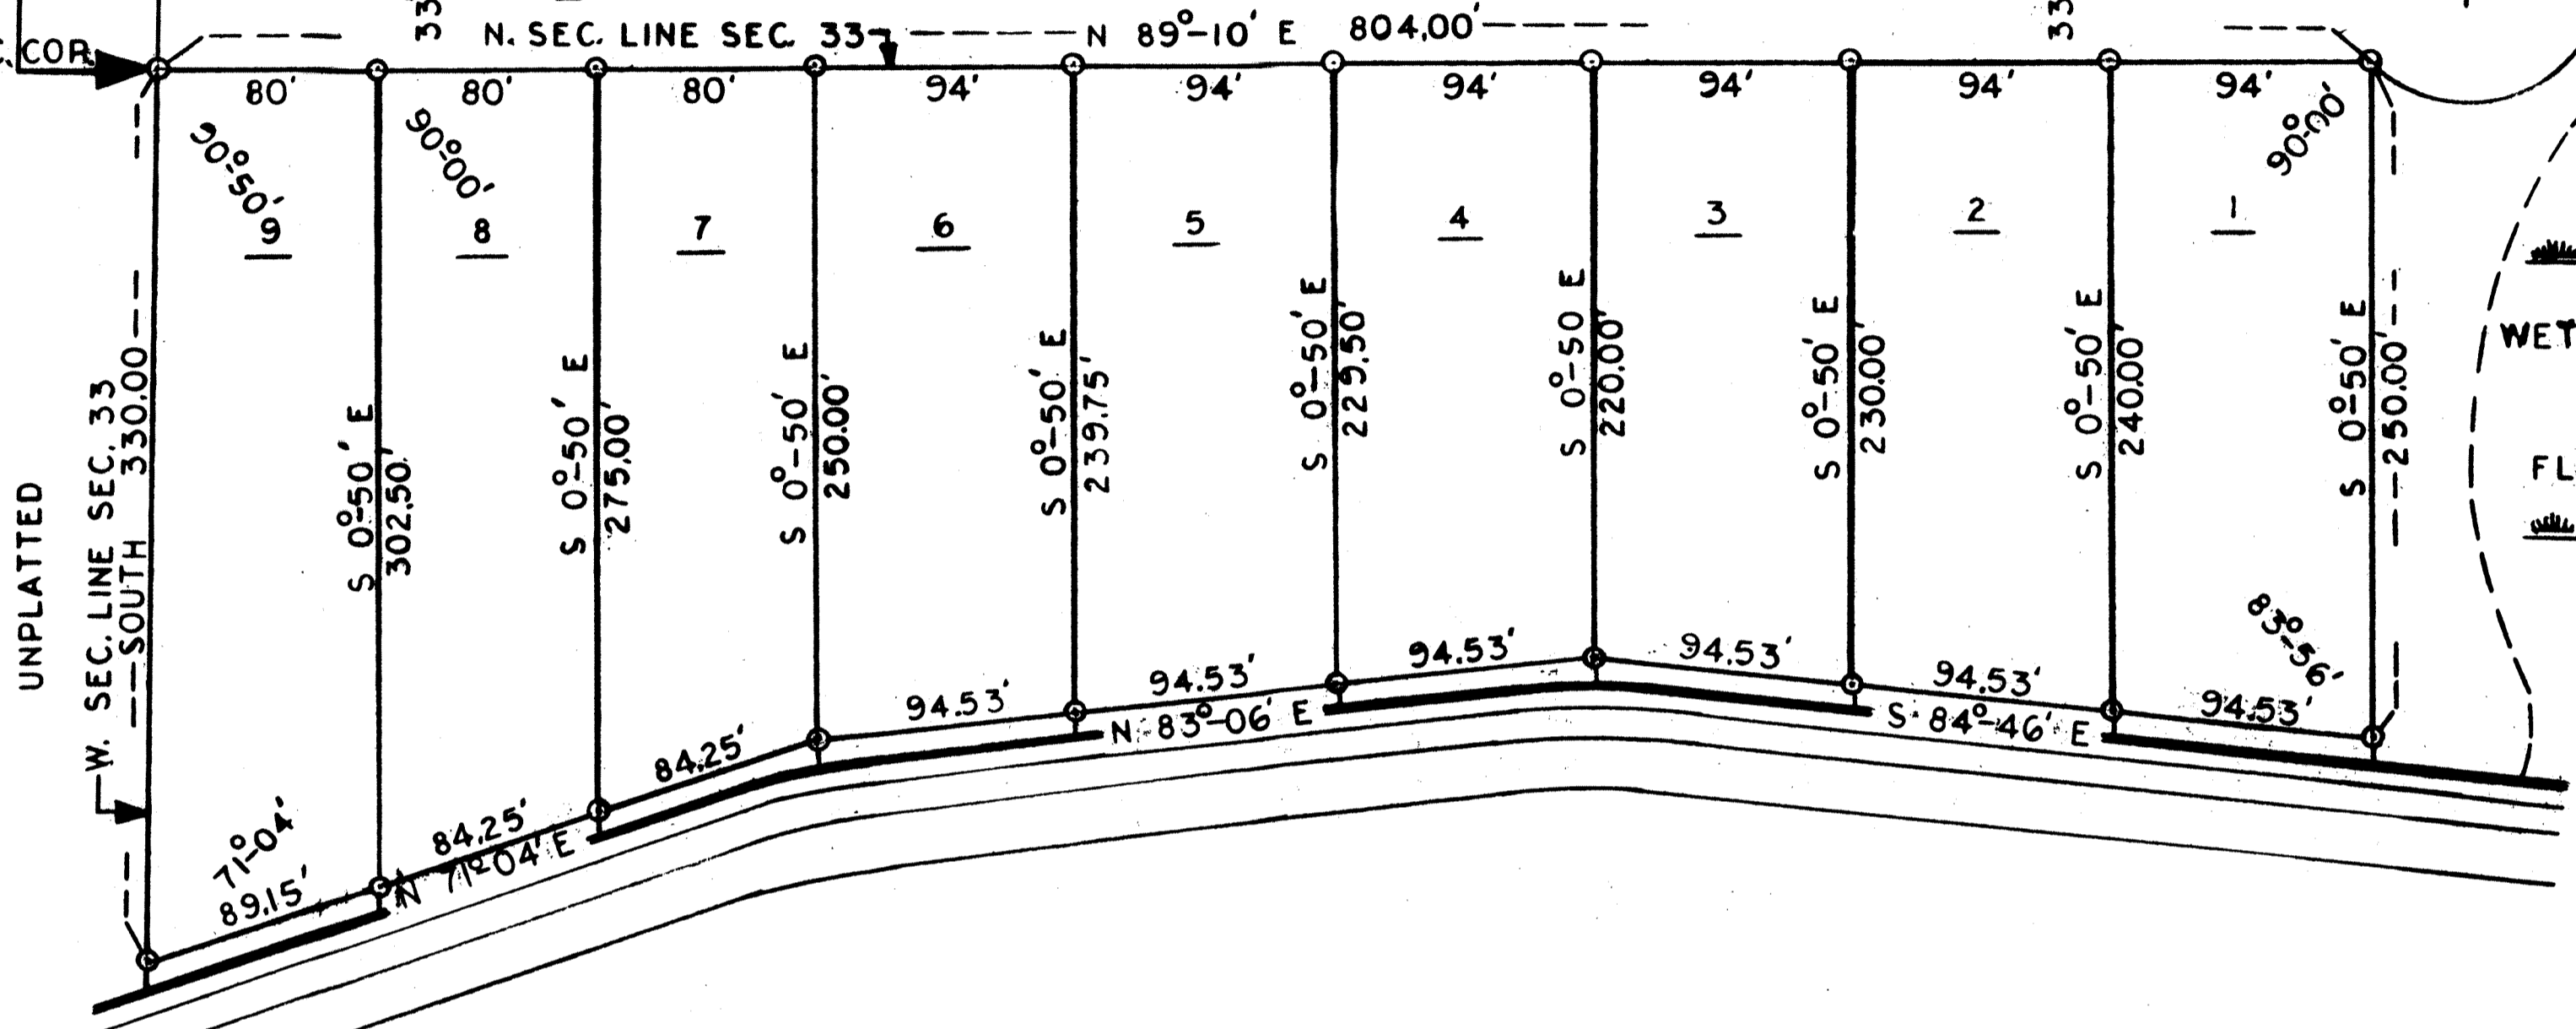 33
N. SEC. LINE SEC. 33
N 89°-10' E 804.00'
33
COR.
80'
80'
80'
94'
94'
94'
94'
94'
94'
90°-50'
90°-00'
90°-00'
9
8
7
6
5
4
3
2
1
UNPLATTED
W. SEC. LINE SEC. 33
SOUTH 330.00
S 0°-50' E
302.50'
S 0°-50' E
275.00'
S 0°-50' E
250.00'
S 0°-50' E
239.75'
S 0°-50' E
229.50'
S 0°-50 E
220.00'
S 0°-50' E
230.00'
S 0°-50' E
240.00'
S 0°-50' E
250.00'
WET
FL
83°-56'
71°-04'
89.15'
84.25'
84.25'
94.53'
94.53'
94.53'
94.53'
94.53'
94.53'
N 71°04' E
N 83°-06' E
S 84°-46' E